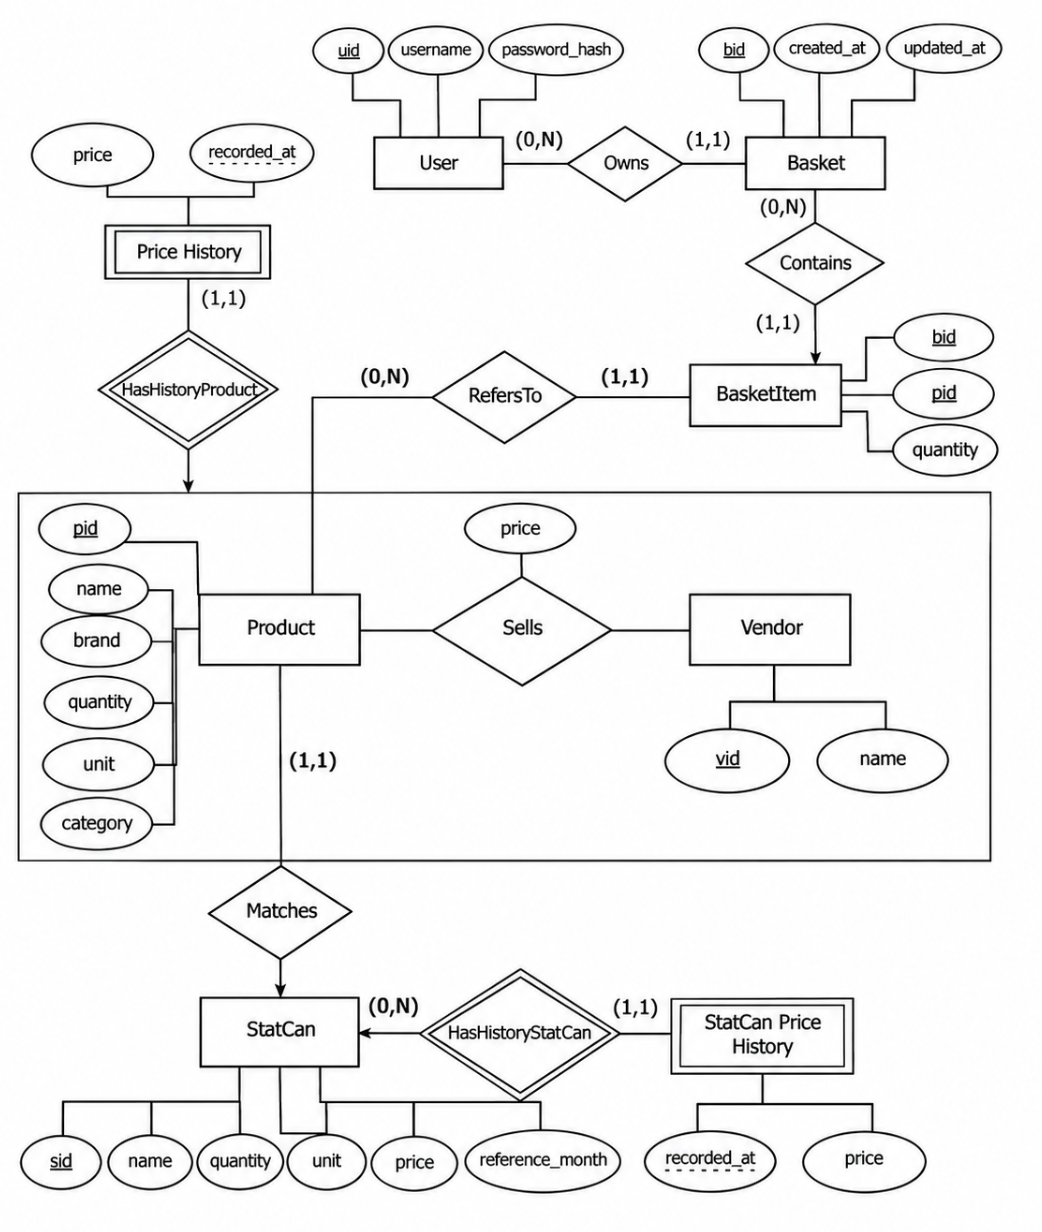 uid
username
password_hash
bid
created_at
updated_at
User
(0,N)
Owns
(1,1)
Basket
price
recorded_at
(0,N)
Price History
Contains
(1,1)
(1,1)
bid
HasHistoryProduct
(0,N)
RefersTo
(1,1)
BasketItem
pid
quantity
pid
price
name
Product
Sells
Vendor
brand
quantity
unit
(1,1)
vid
name
category
Matches
StatCan
(0,N)
HasHistoryStatCan
(1,1)
StatCan Price
History
sid
name
quantity
unit
price
reference_month
recorded_at
price